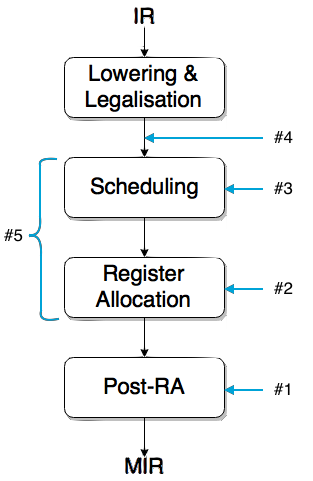 IR
Lowering &
Legalisation
#4
Scheduling
#3
#5
Register
Allocation
#2
Post-RA
#1
MIR